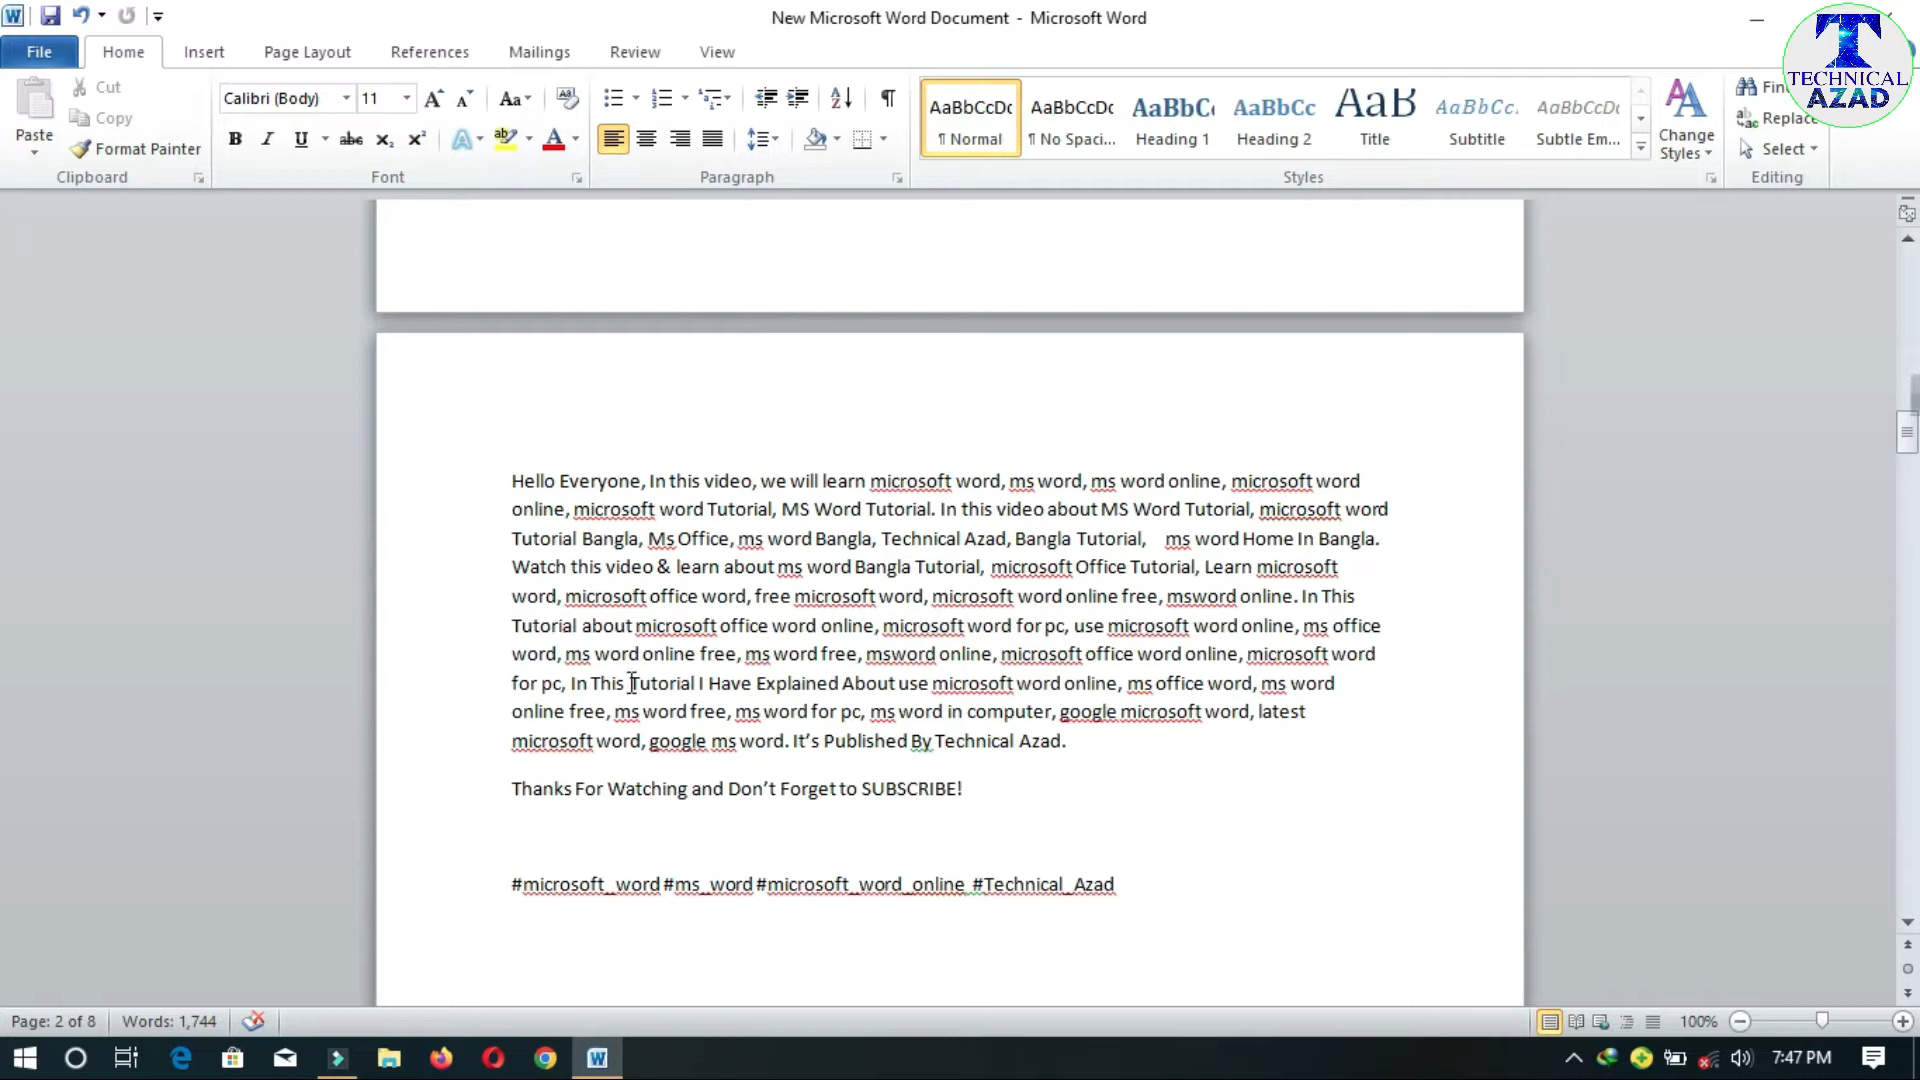 New Microsoft Word Document - Microsoft Word
File Home Insert Page Layout References Mailings Review View
TECHNICAL
AZAD
Paste
Cut
Copy
Format Painter
Clipboard
Calibri (Body) 11
Font
Paragraph
AaBbCcDc AaBbCcDc AaBbC AaBbCc AaB AaBbCc. AaBbCcDc
¶ Normal ¶ No Spaci... Heading 1 Heading 2 Title Subtitle Subtle Em...
Styles
Change
Styles
Replace
Select
Editing
Hello Everyone, In this video, we will learn microsoft word, ms word, ms word online, microsoft word
online, microsoft word Tutorial, MS Word Tutorial. In this video about MS Word Tutorial, microsoft word
Tutorial Bangla, Ms Office, ms word Bangla, Technical Azad, Bangla Tutorial, ms word Home In Bangla.
Watch this video & learn about ms word Bangla Tutorial, microsoft Office Tutorial, Learn microsoft
word, microsoft office word, free microsoft word, microsoft word online free, msword online. In This
Tutorial about microsoft office word online, microsoft word for pc, use microsoft word online, ms office
word, ms word online free, ms word free, msword online, microsoft office word online, microsoft word
for pc, In This Tutorial I Have Explained About use microsoft word online, ms office word, ms word
online free, ms word free, ms word for pc, ms word in computer, google microsoft word, latest
microsoft word, google ms word. It’s Published By Technical Azad.
Thanks For Watching and Don’t Forget to SUBSCRIBE!
#microsoft_word #ms_word #microsoft_word_online #Technical_Azad
Page: 2 of 8 Words: 1,744 100%
7:47 PM